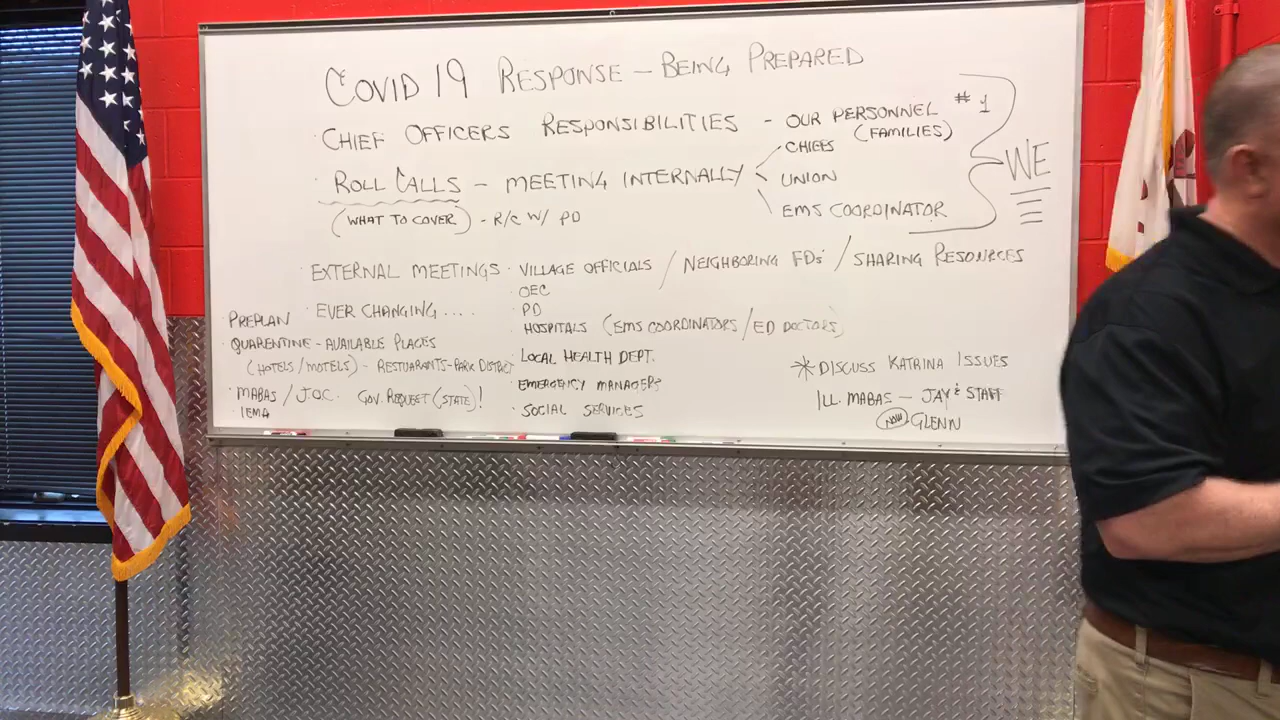 COVID 19 RESPONSE - BEING PREPARED
CHIEF OFFICERS RESPONSIBILITIES - OUR PERSONNEL #1
(FAMILIES)
ROLL CALLS - MEETING INTERNALLY < CHIEFS
UNION
EMS COORDINATOR
WE
(WHAT TO COVER) - R/C W/ PD
EXTERNAL MEETINGS · VILLAGE OFFICIALS / NEIGHBORING FDs / SHARING RESOURCES
· OEC
· EVER CHANGING .... · PD
· HOSPITALS (EMS COORDINATORS/ED DOCTORS)
· LOCAL HEALTH DEPT.
· EMERGENCY MANAGERS
· SOCIAL SERVICES
· PREPLAN
· QUARENTINE - AVAILABLE PLACES
(HOTELS/MOTELS) - RESTUARANTS - PARK DISTRICT
· MABAS / J.O.C. GOV. REQUEST (STATE)!
· IEMA
* DISCUSS KATRINA ISSUES
ILL. MABAS - JAY & STAFF
NOW GLENN